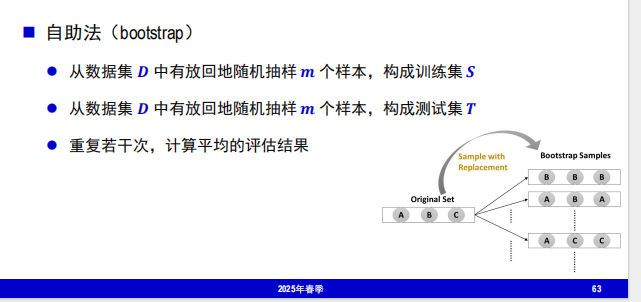 自助法（bootstrap）
从数据集 D 中有放回地随机抽样 m 个样本，构成训练集 S
从数据集 D 中有放回地随机抽样 m 个样本，构成测试集 T
重复若干次，计算平均的评估结果
Sample with
Replacement
Bootstrap Samples
B B B
Original Set
A B A
A B C
A C C
2025年春季
63